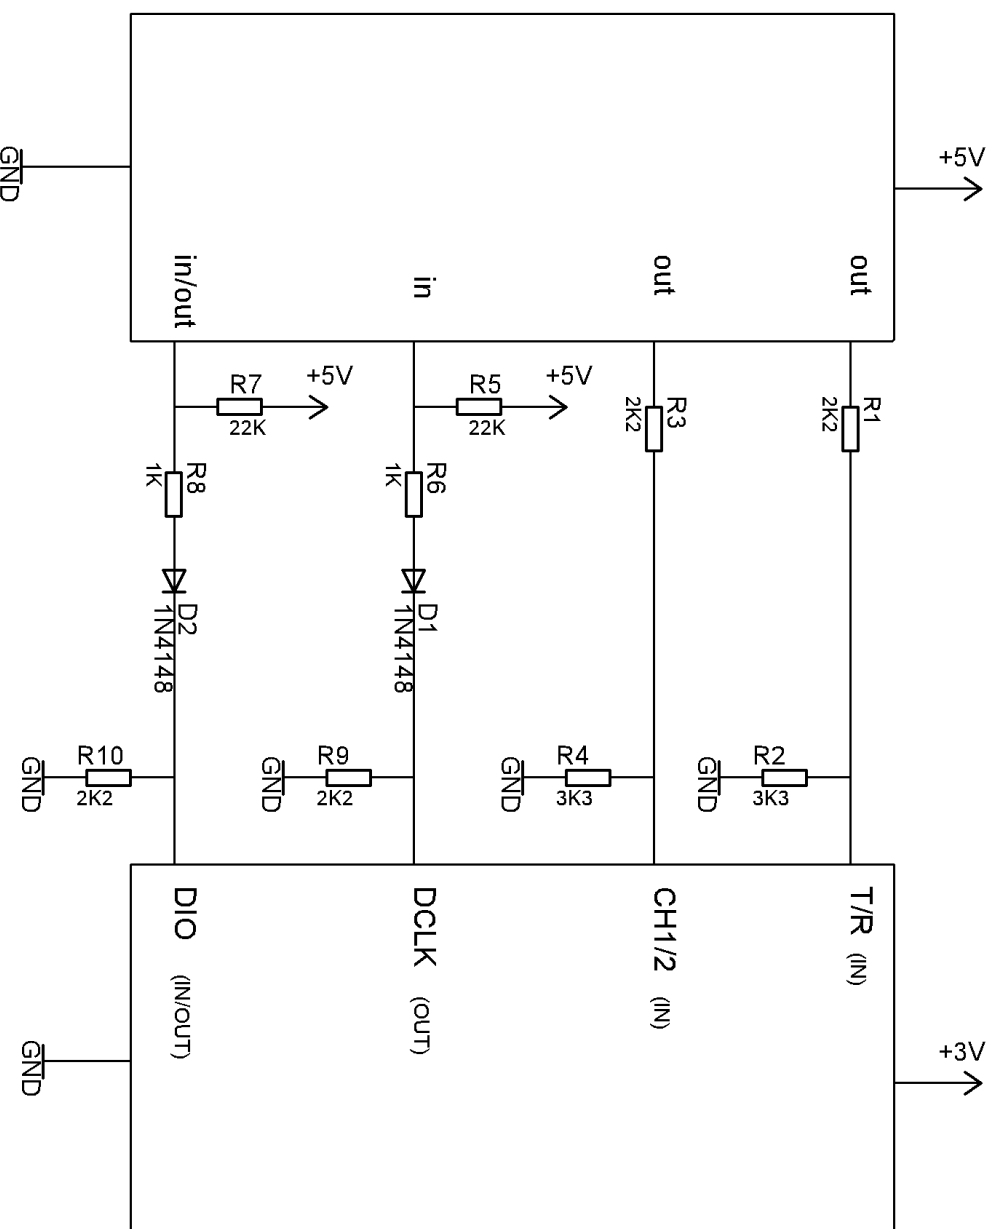 +5V
GND
in/out
in
out
out
R7
+5V
22K
R5
+5V
22K
R3
2K2
R1
2K2
R8
1K
R6
1K
D2
1N4148
D1
1N4148
R10
2K2
GND
R9
2K2
GND
R4
3K3
GND
R2
3K3
GND
DIO (IN/OUT)
DCLK (OUT)
CH1/2 (IN)
T/R (IN)
+3V
GND